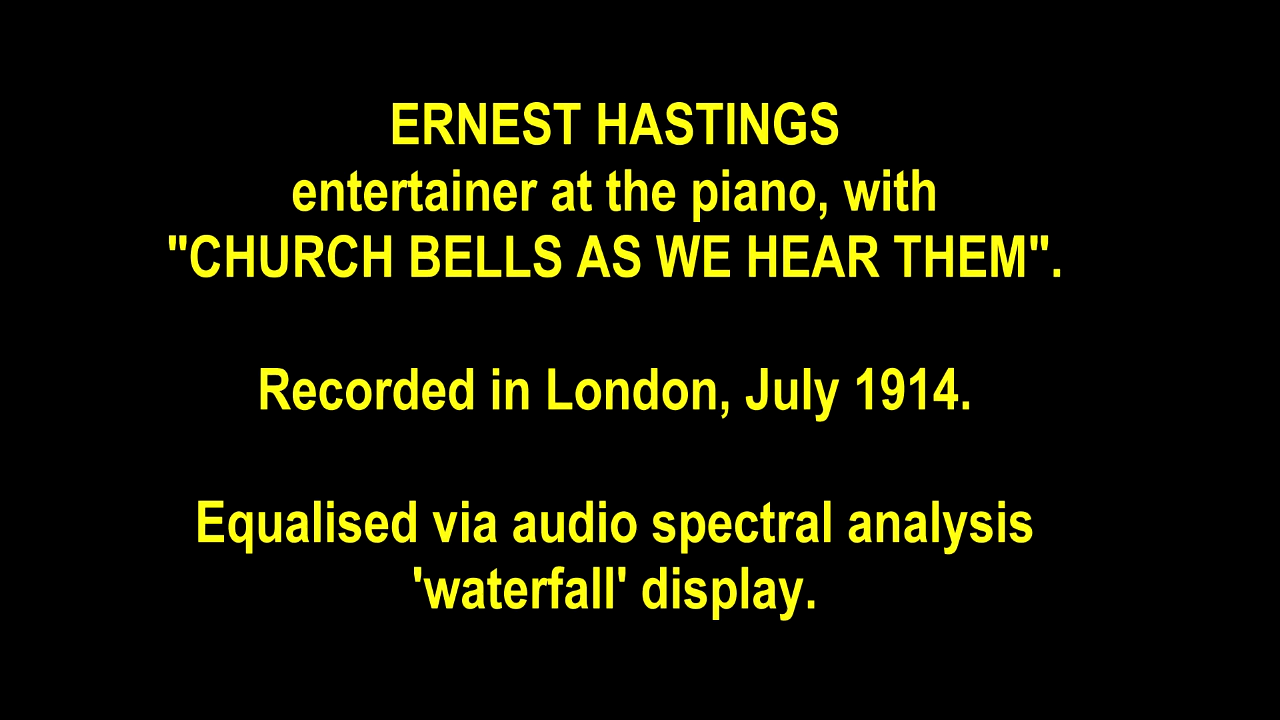 ERNEST HASTINGS
entertainer at the piano, with
"CHURCH BELLS AS WE HEAR THEM".
Recorded in London, July 1914.
Equalised via audio spectral analysis
'waterfall' display.